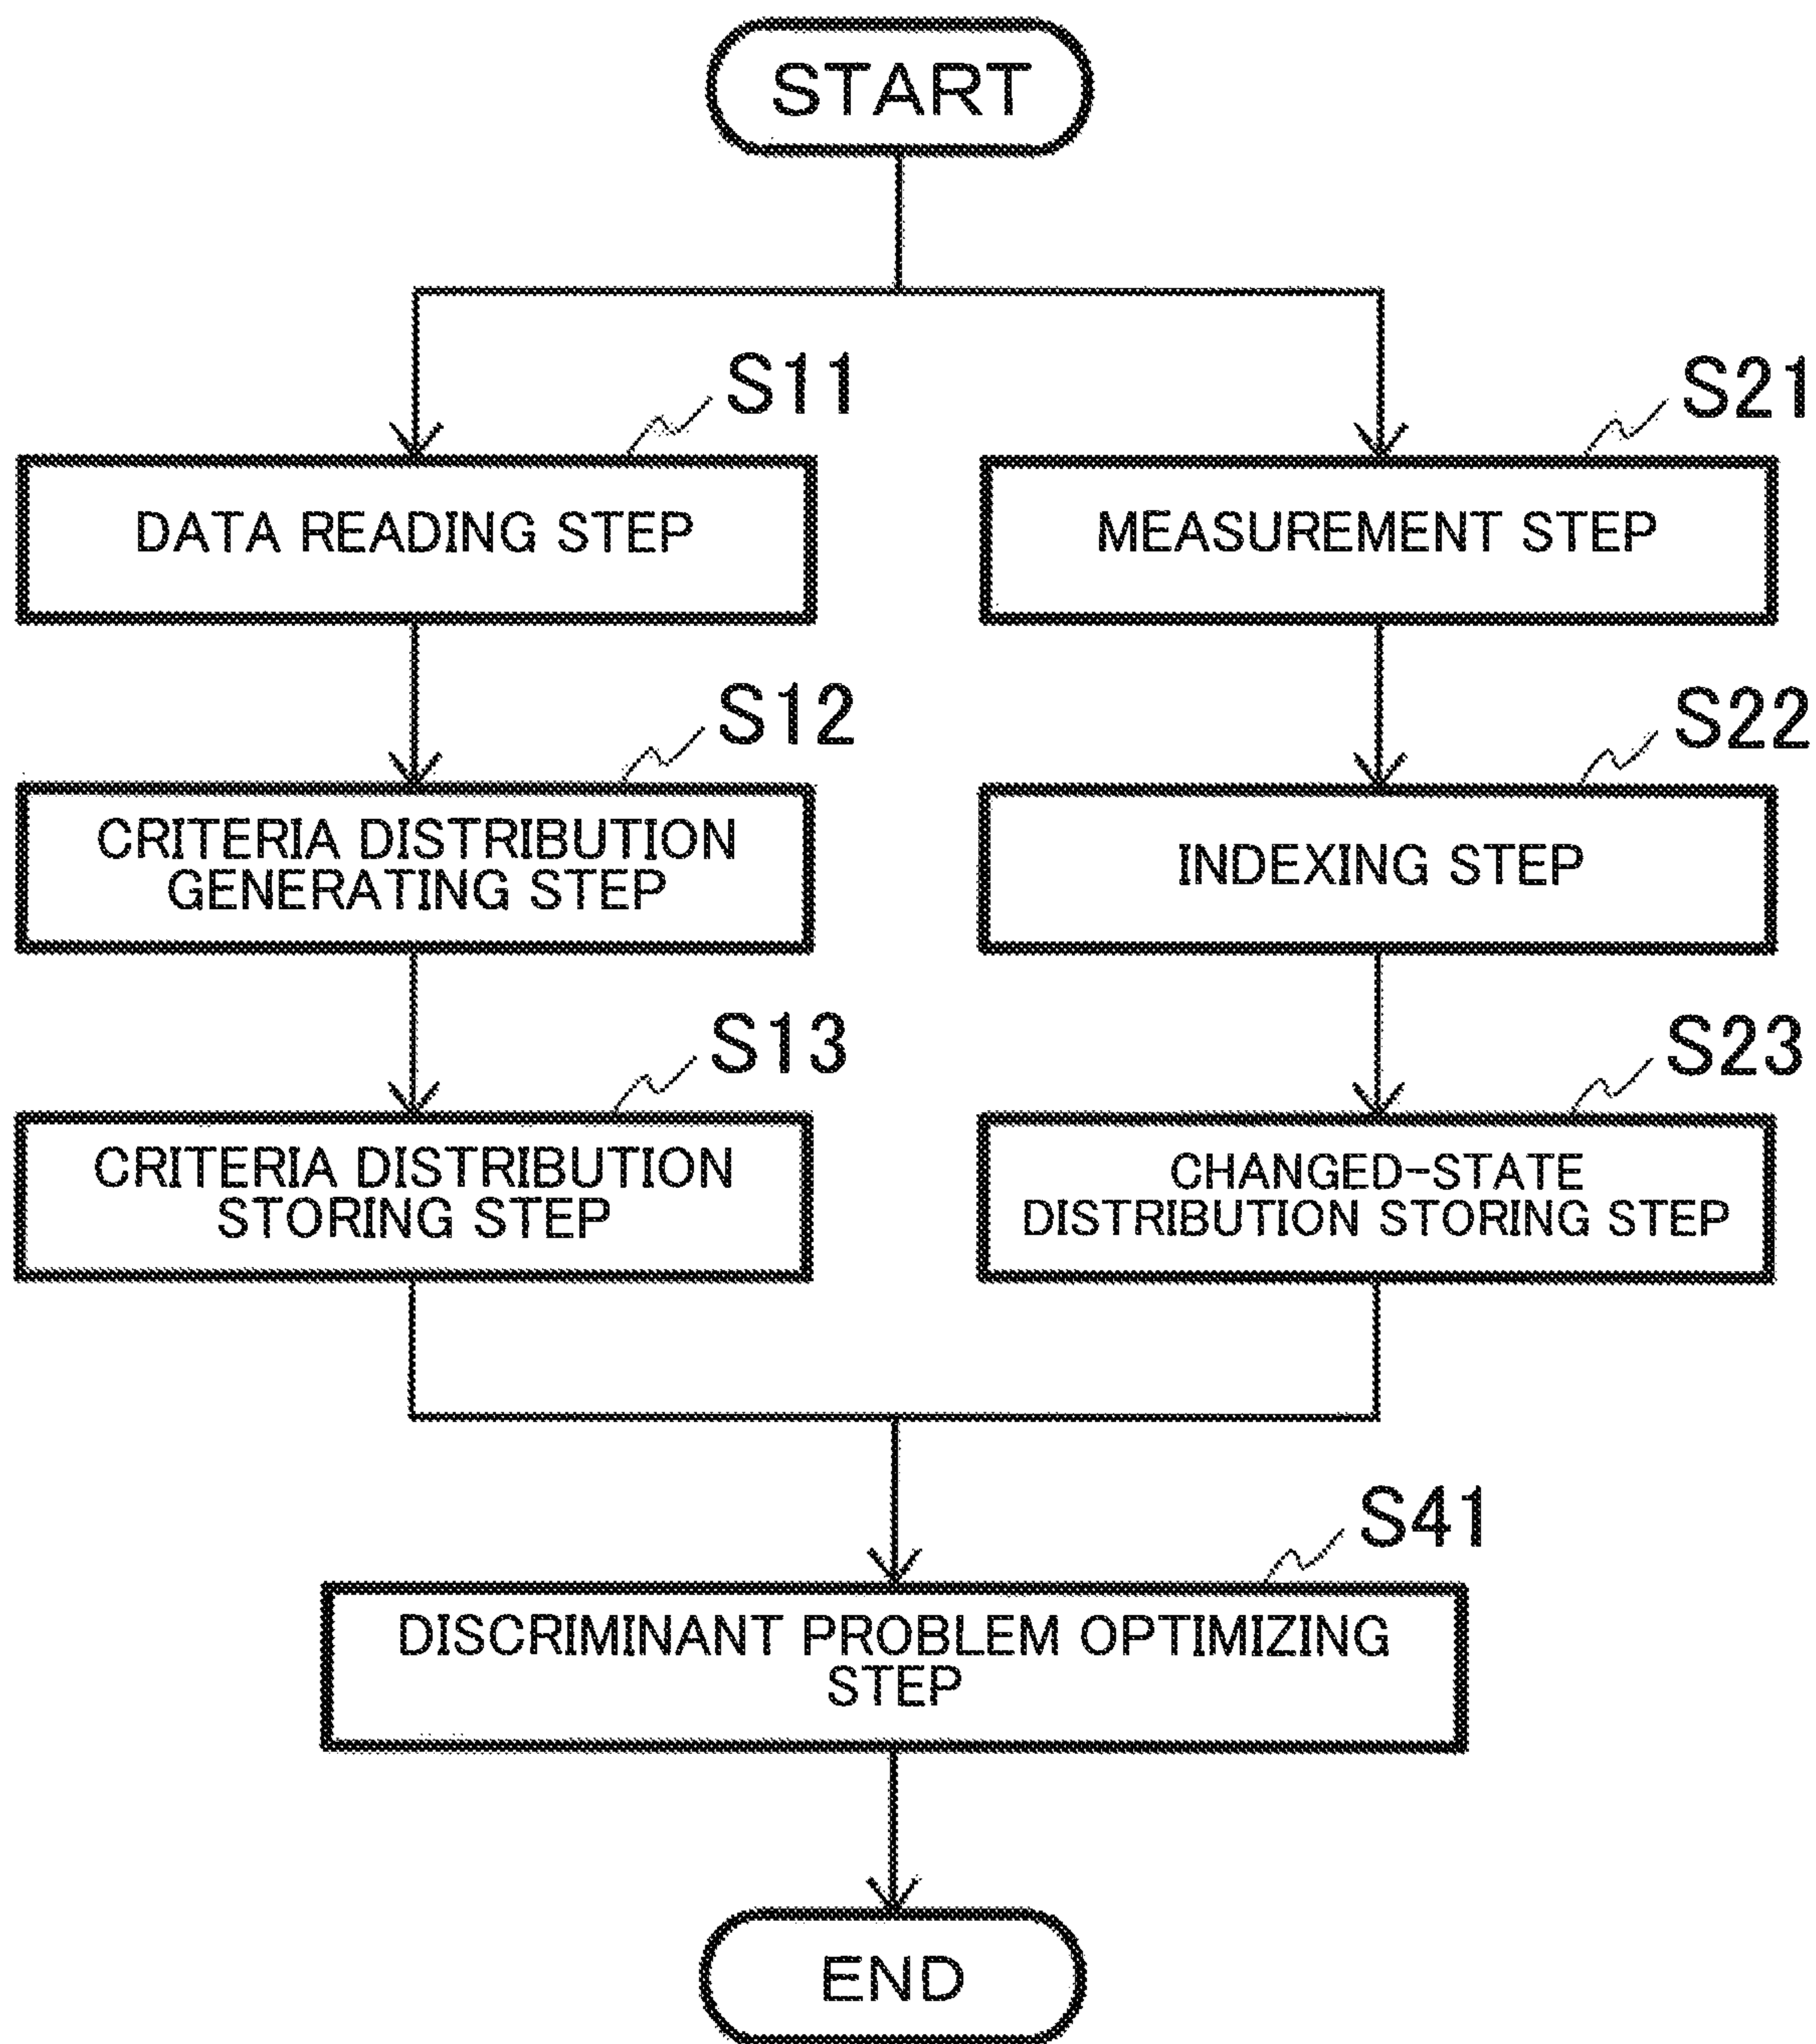 START
S11
DATA READING STEP
S12
CRITERIA DISTRIBUTION
GENERATING STEP
S13
CRITERIA DISTRIBUTION
STORING STEP
S21
MEASUREMENT STEP
S22
INDEXING STEP
S23
CHANGED-STATE
DISTRIBUTION STORING STEP
S41
DISCRIMINANT PROBLEM OPTIMIZING
STEP
END